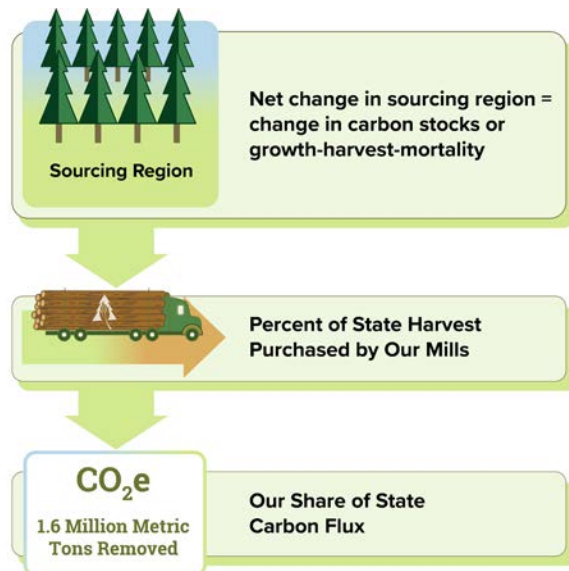 Sourcing Region
Net change in sourcing region =
change in carbon stocks or
growth-harvest-mortality
Percent of State Harvest
Purchased by Our Mills
CO₂e
1.6 Million Metric
Tons Removed
Our Share of State
Carbon Flux